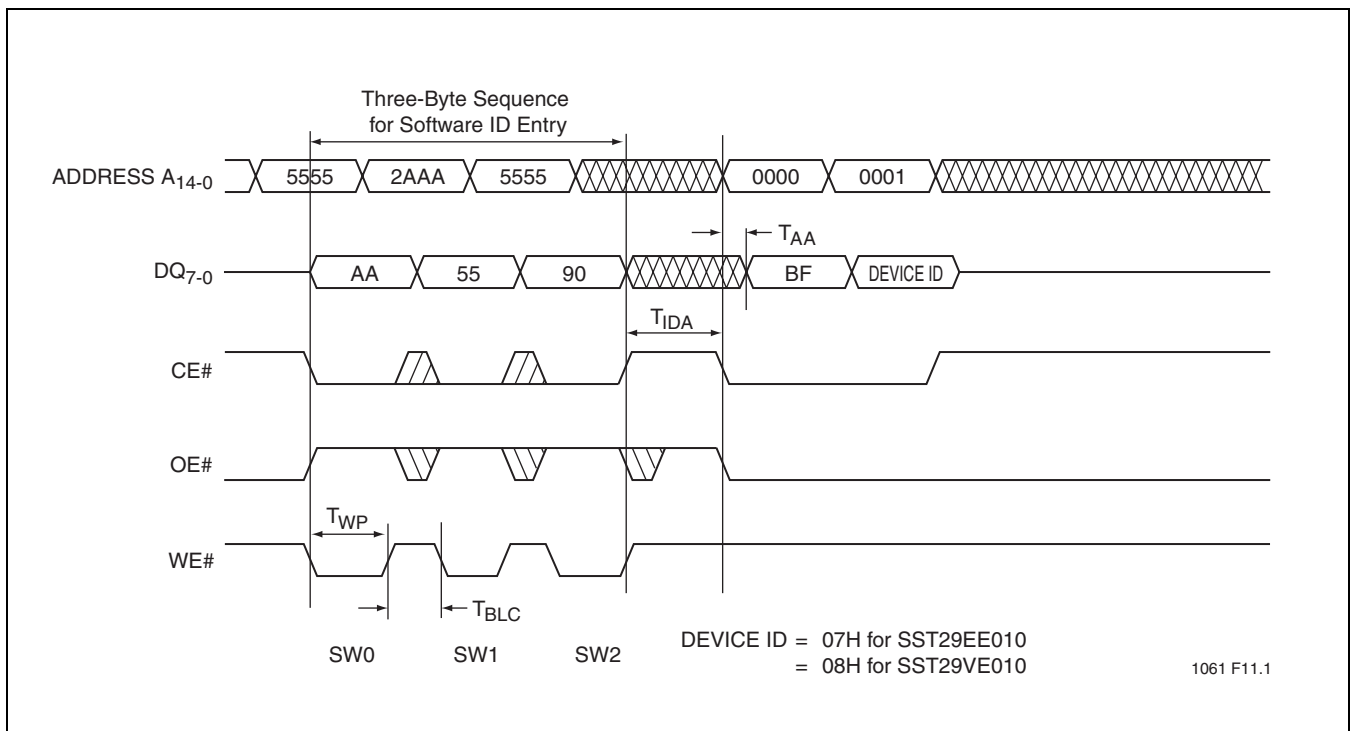 Three-Byte Sequence
for Software ID Entry
ADDRESS A14-0 5555 2AAA 5555 0000 0001
TAA
DQ7-0 AA 55 90 BF DEVICE ID
TIDA
CE#
OE#
TWP
WE#
TBLC
SW0 SW1 SW2
DEVICE ID = 07H for SST29EE010
= 08H for SST29VE010
1061 F11.1